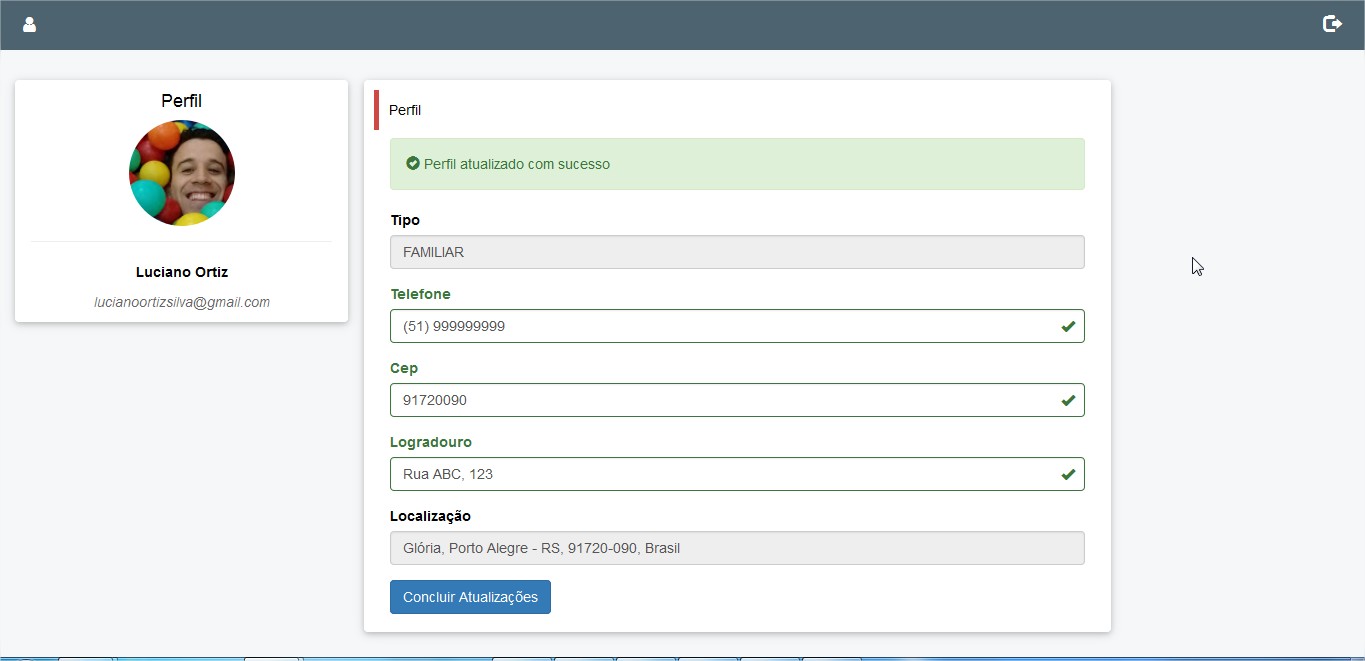 Perfil
Luciano Ortiz
lucianoortizsilva@gmail.com
Perfil
Perfil atualizado com sucesso
Tipo
FAMILIAR
Telefone
(51) 999999999
Cep
91720090
Logradouro
Rua ABC, 123
Localização
Glória, Porto Alegre - RS, 91720-090, Brasil
Concluir Atualizações